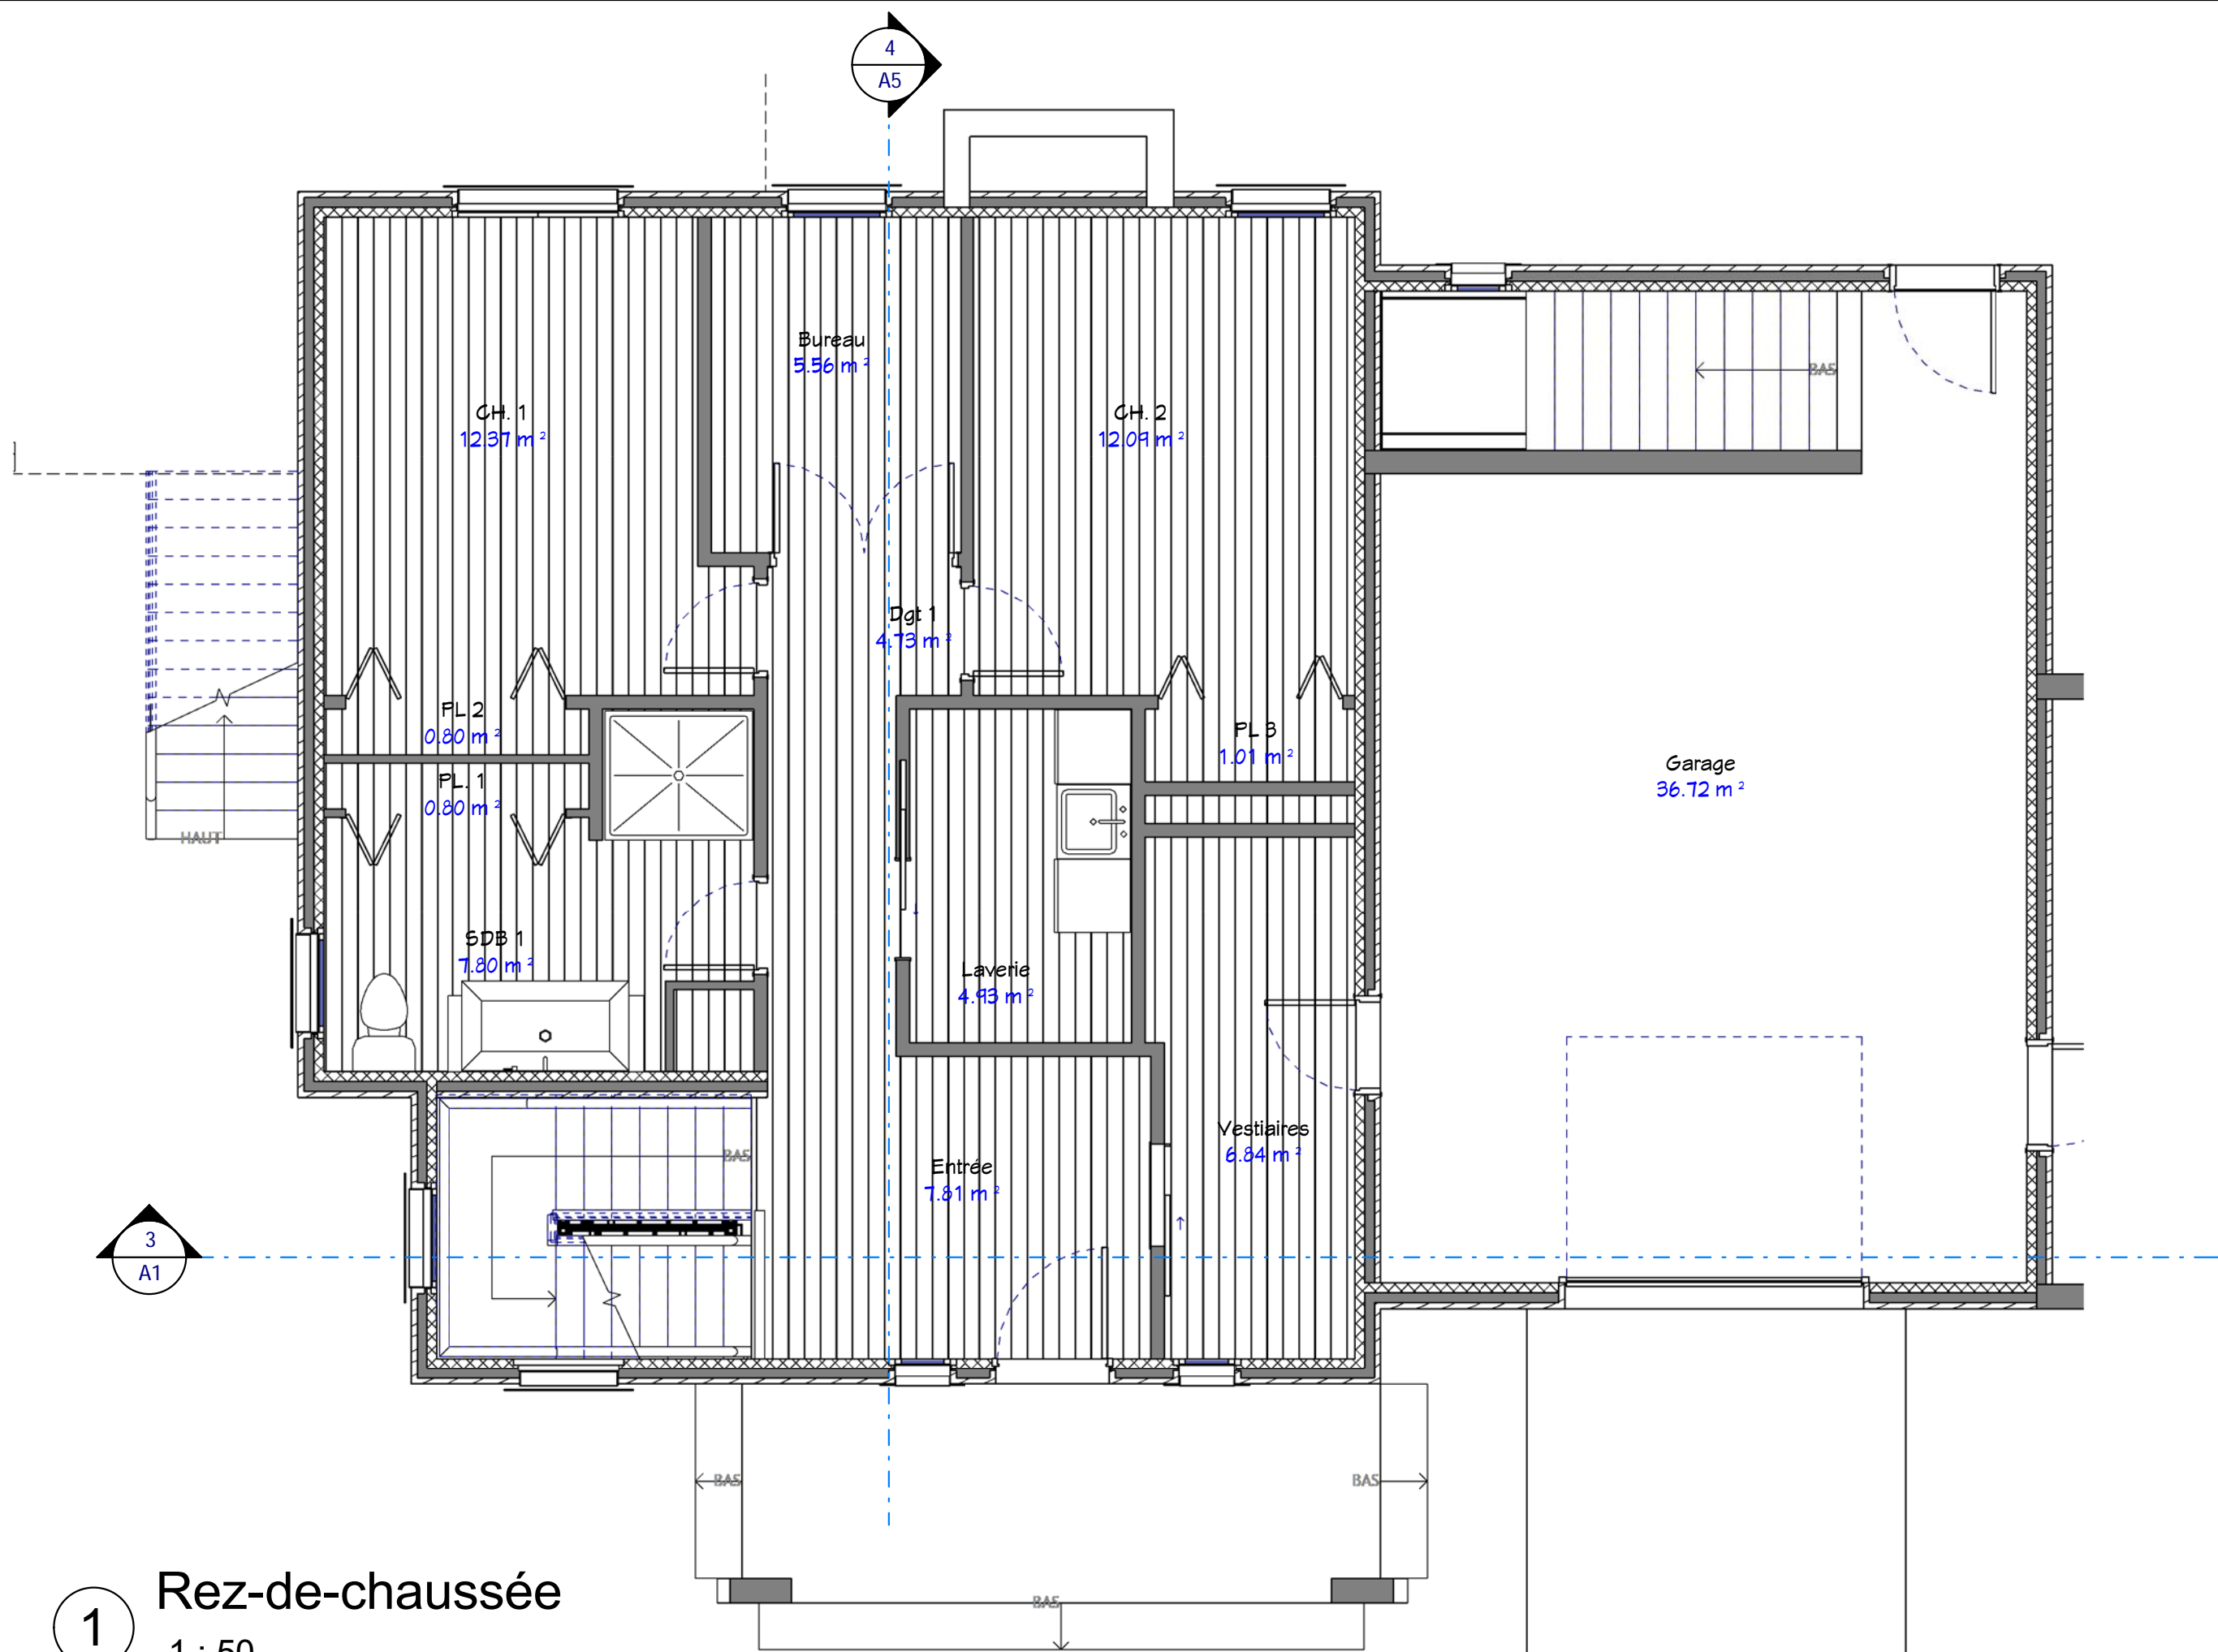 4
A5
Bureau
5.56 m²
CH. 1
12.37 m²
CH. 2
12.09 m²
BAS
Dgt 1
4.73 m²
PL 2
0.80 m²
PL. 1
0.80 m²
PL 3
1.01 m²
Garage
36.72 m²
HAUT
SDB 1
7.80 m²
Laverie
4.93 m²
Vestiaires
6.84 m²
BAS
Entrée
7.81 m²
3
A1
BAS
BAS
BAS
1
Rez-de-chaussée
1 : 50